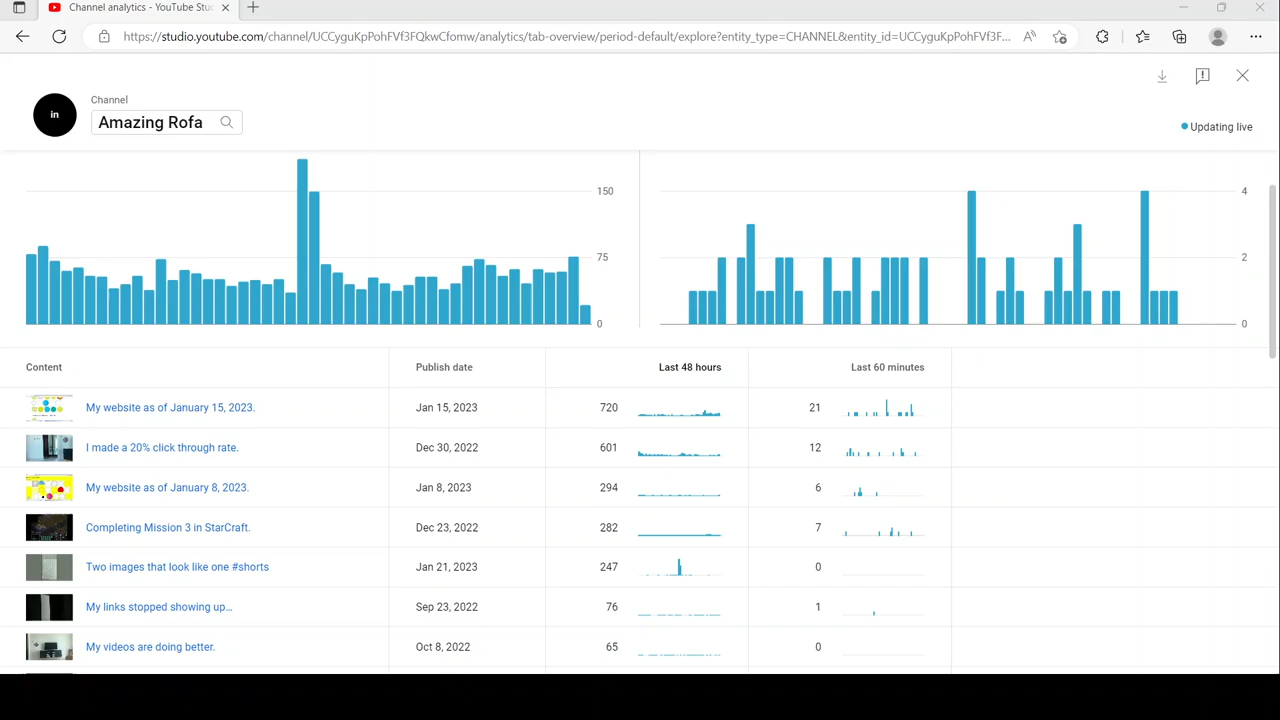 Channel analytics - YouTube Stu
https://studio.youtube.com/channel/UCCyguKpPohFVf3FQkwCfomw/analytics/tab-overview/period-default/explore?entity_type=CHANNEL&entity_id=UCCyguKpPohFVf3F...
in
Channel
Amazing Rofa
Updating live
150
75
0
4
2
0
Content Publish date Last 48 hours Last 60 minutes
My website as of January 15, 2023. Jan 15, 2023 720 21
I made a 20% click through rate. Dec 30, 2022 601 12
My website as of January 8, 2023. Jan 8, 2023 294 6
Completing Mission 3 in StarCraft. Dec 23, 2022 282 7
Two images that look like one #shorts Jan 21, 2023 247 0
My links stopped showing up... Sep 23, 2022 76 1
My videos are doing better. Oct 8, 2022 65 0